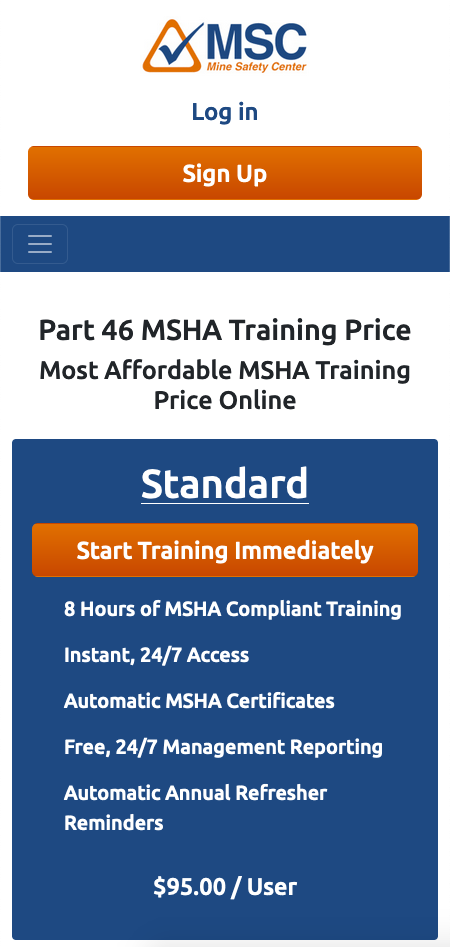 MSC
Mine Safety Center
Log in
Sign Up
Part 46 MSHA Training Price
Most Affordable MSHA Training
Price Online
Standard
Start Training Immediately
8 Hours of MSHA Compliant Training
Instant, 24/7 Access
Automatic MSHA Certificates
Free, 24/7 Management Reporting
Automatic Annual Refresher
Reminders
$95.00 / User